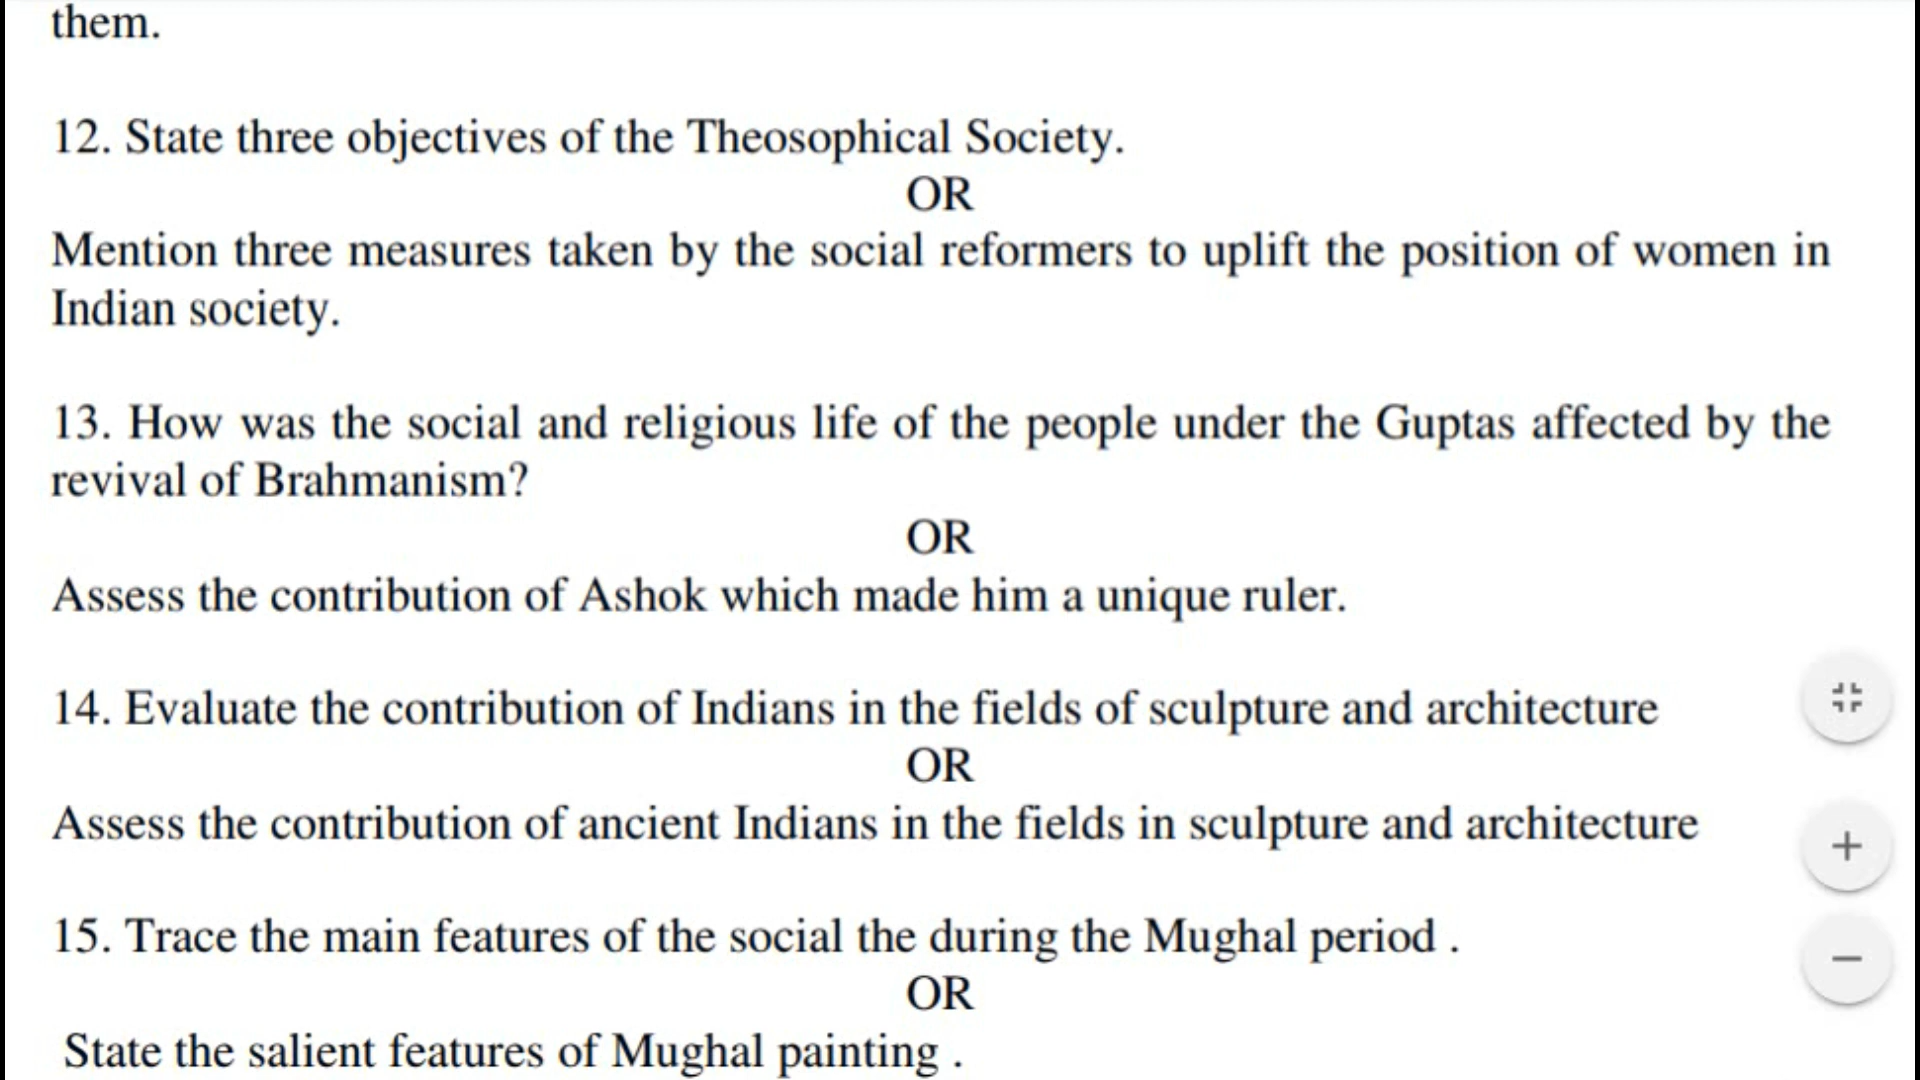 them.
12. State three objectives of the Theosophical Society.
OR
Mention three measures taken by the social reformers to uplift the position of women in
Indian society.
13. How was the social and religious life of the people under the Guptas affected by the
revival of Brahmanism?
OR
Assess the contribution of Ashok which made him a unique ruler.
14. Evaluate the contribution of Indians in the fields of sculpture and architecture
OR
Assess the contribution of ancient Indians in the fields in sculpture and architecture
15. Trace the main features of the social the during the Mughal period .
OR
State the salient features of Mughal painting .